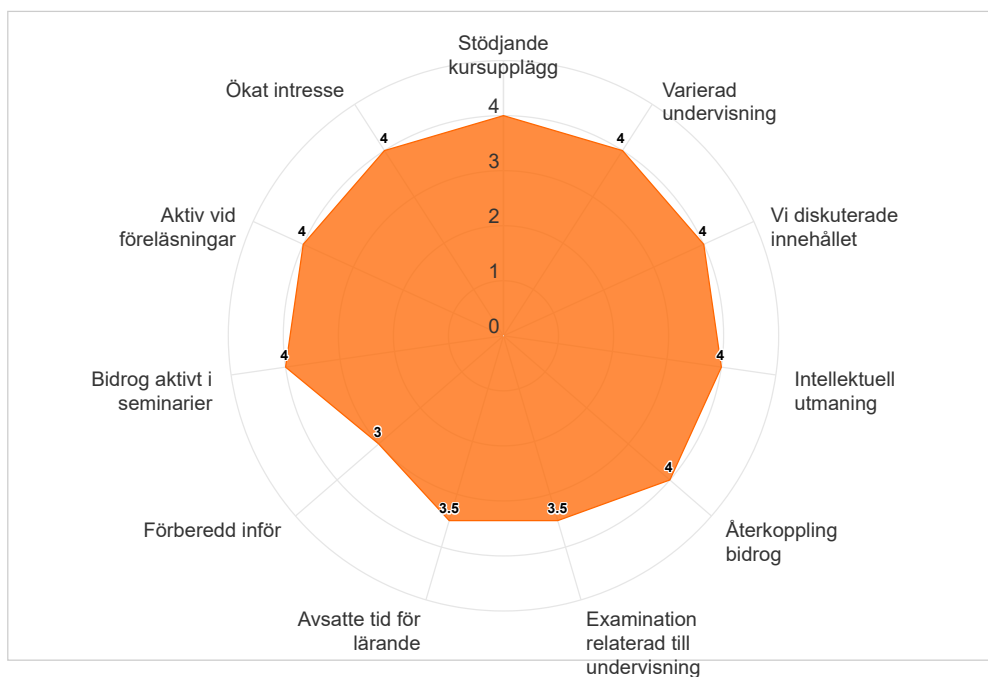 Stödjande
kursupplägg
Ökat intresse
Varierad
undervisning
4
4
4
3
Aktiv vid
föreläsningar
4
2
4
Vi diskuterade
innehållet
1
0
4
4
Bidrog aktivt i
seminarier
Intellektuell
utmaning
3
4
3.5
3.5
Förberedd inför
Återkoppling
bidrog
Avsatte tid för
lärande
Examination
relaterad till
undervisning